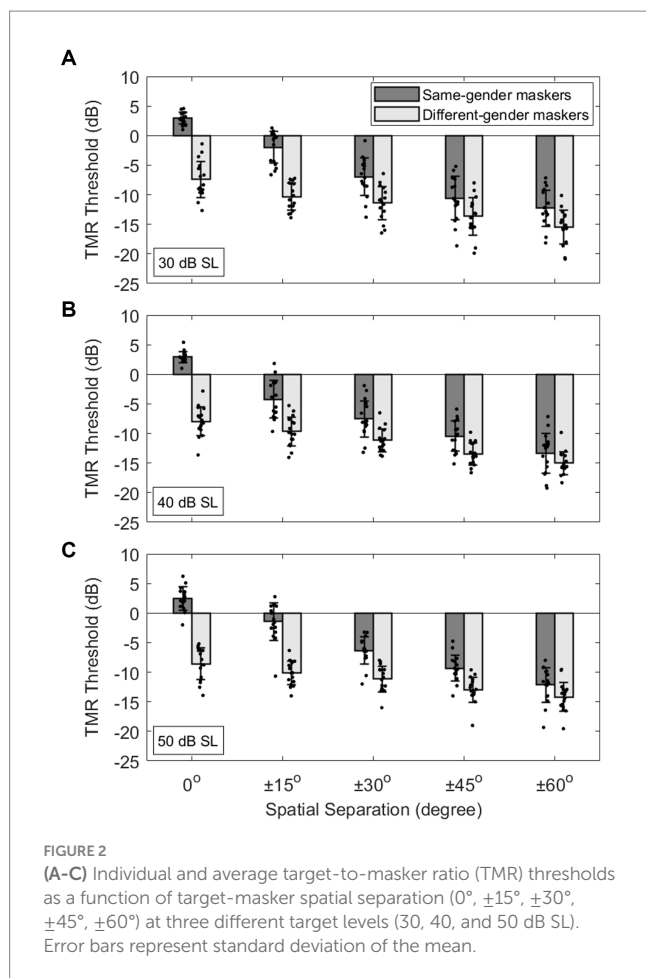 A
10
5
0
-5
-10
-15
-20
-25
TMR Threshold (dB)
Same-gender maskers
Different-gender maskers
30 dB SL
B
10
5
0
-5
-10
-15
-20
-25
TMR Threshold (dB)
40 dB SL
C
10
5
0
-5
-10
-15
-20
-25
TMR Threshold (dB)
50 dB SL
0° ±15° ±30° ±45° ±60°
Spatial Separation (degree)
FIGURE 2
(A-C) Individual and average target-to-masker ratio (TMR) thresholds
as a function of target-masker spatial separation (0°, ±15°, ±30°,
±45°, ±60°) at three different target levels (30, 40, and 50 dB SL).
Error bars represent standard deviation of the mean.